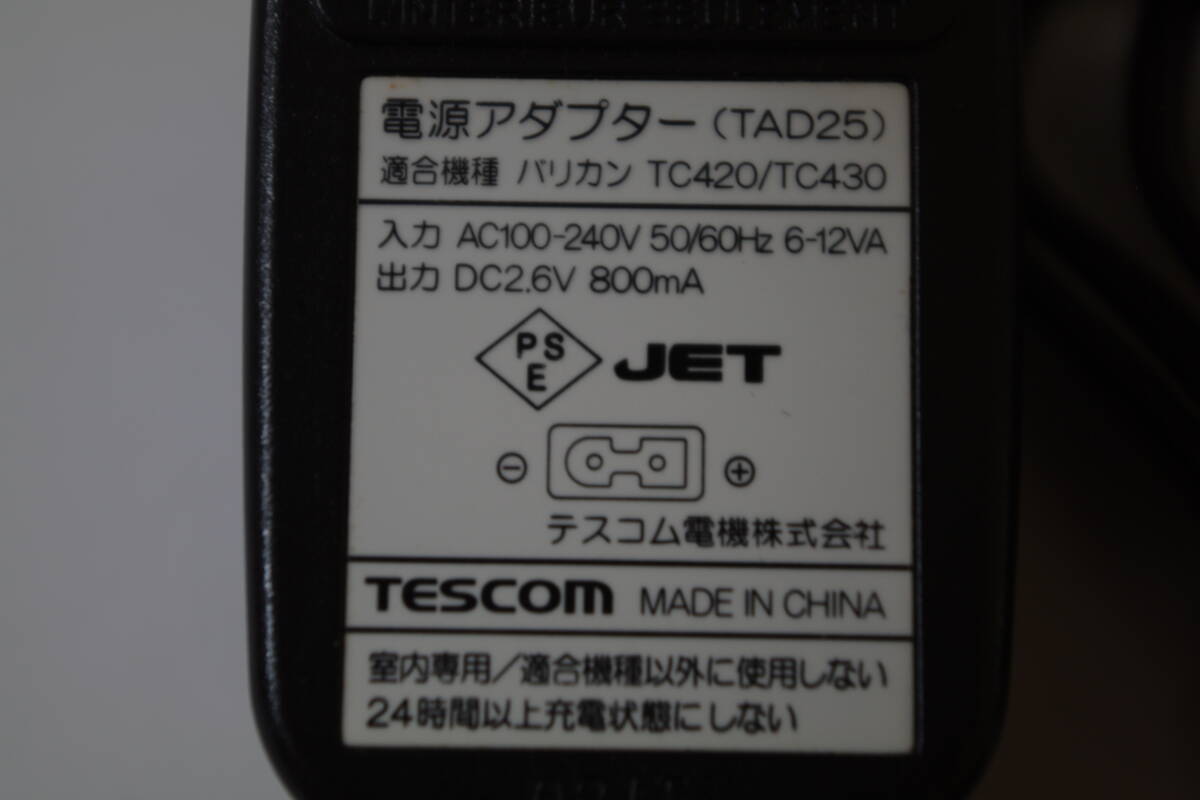 L'INTERIEUR SEULEMENT
電源アダプター(TAD25)
適合機種 バリカン TC420/TC430
入力 AC100-240V 50/60Hz 6-12VA
出力 DC2.6V 800mA
PS
E
JET
⊖ ⊕
テスコム電機株式会社
TESCOM MADE IN CHINA
室内専用/適合機種以外に使用しない
24時間以上充電状態にしない